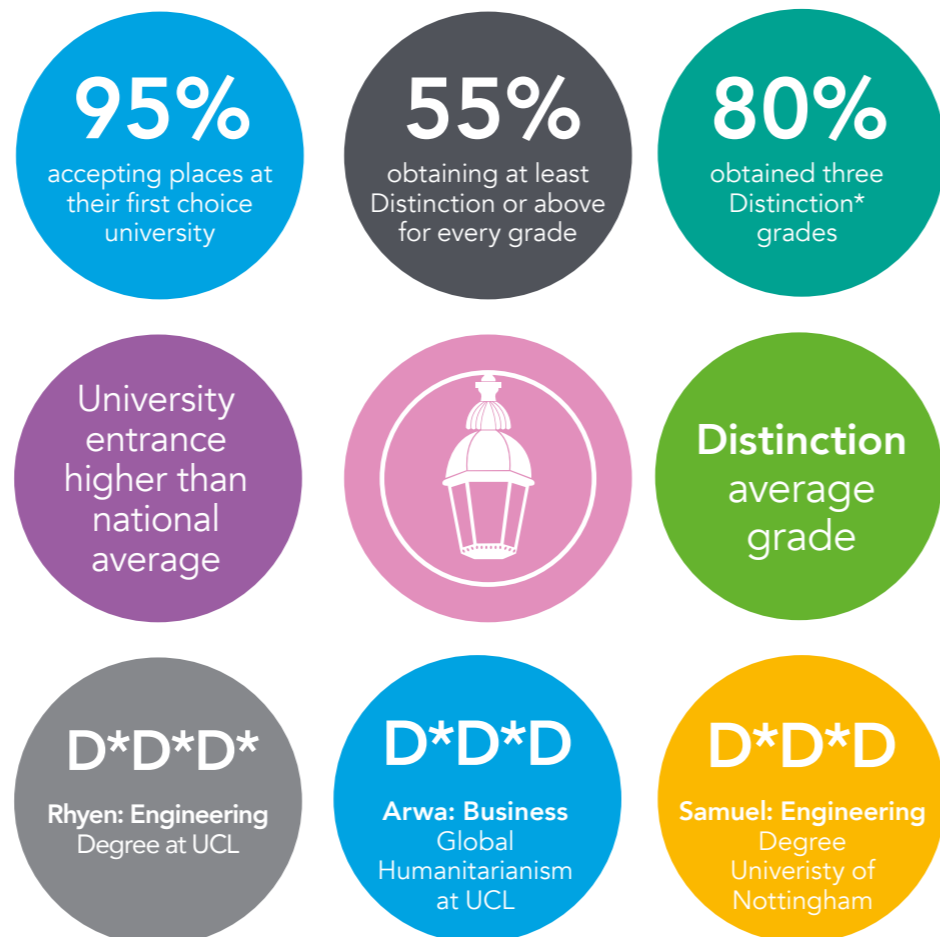 95%
accepting places at
their first choice
university
55%
obtaining at least
Distinction or above
for every grade
80%
obtained three
Distinction*
grades
University
entrance
higher than
national
average
Distinction
average
grade
D*D*D*
Rhyen: Engineering
Degree at UCL
D*D*D
Arwa: Business
Global
Humanitarianism
at UCL
D*D*D
Samuel: Engineering
Degree
Univeristy of
Nottingham